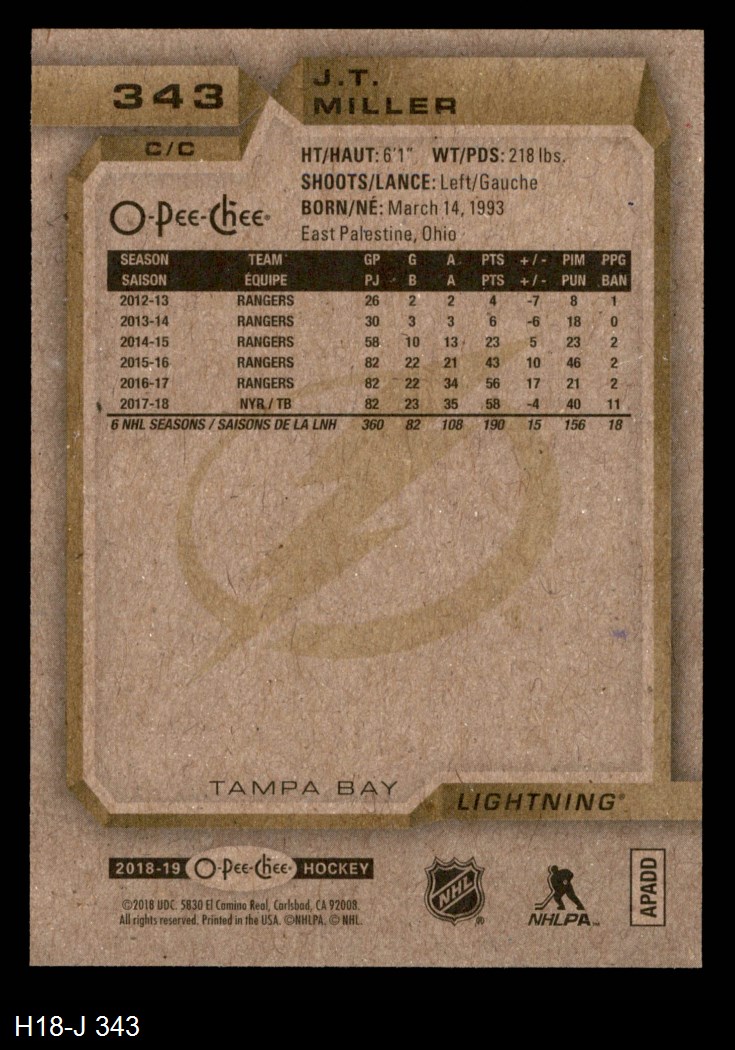 343
J.T.
MILLER
C/C
HT/HAUT: 6'1" WT/PDS: 218 lbs.
SHOOTS/LANCE: Left/Gauche
BORN/NÉ: March 14, 1993
East Palestine, Ohio
O-Pee-Chee®
SEASON TEAM GP G A PTS +/- PIM PPG
SAISON ÉQUIPE PJ B A PTS +/- PUN BAN
2012-13 RANGERS 26 2 2 4 -7 8 1
2013-14 RANGERS 30 3 3 6 -6 18 0
2014-15 RANGERS 58 10 13 23 5 23 2
2015-16 RANGERS 82 22 21 43 10 46 2
2016-17 RANGERS 82 22 34 56 17 21 2
2017-18 NYR / TB 82 23 35 58 -4 40 11
6 NHL SEASONS / SAISONS DE LA LNH 360 82 108 190 15 156 18
TAMPA BAY
LIGHTNING®
2018-19 O-Pee-Chee® HOCKEY
©2018 UDC. 5830 El Camino Real, Carlsbad, CA 92008.
All rights reserved. Printed in the USA. ©NHLPA. © NHL.
NHL®
NHLPA™
APADD
H18-J 343